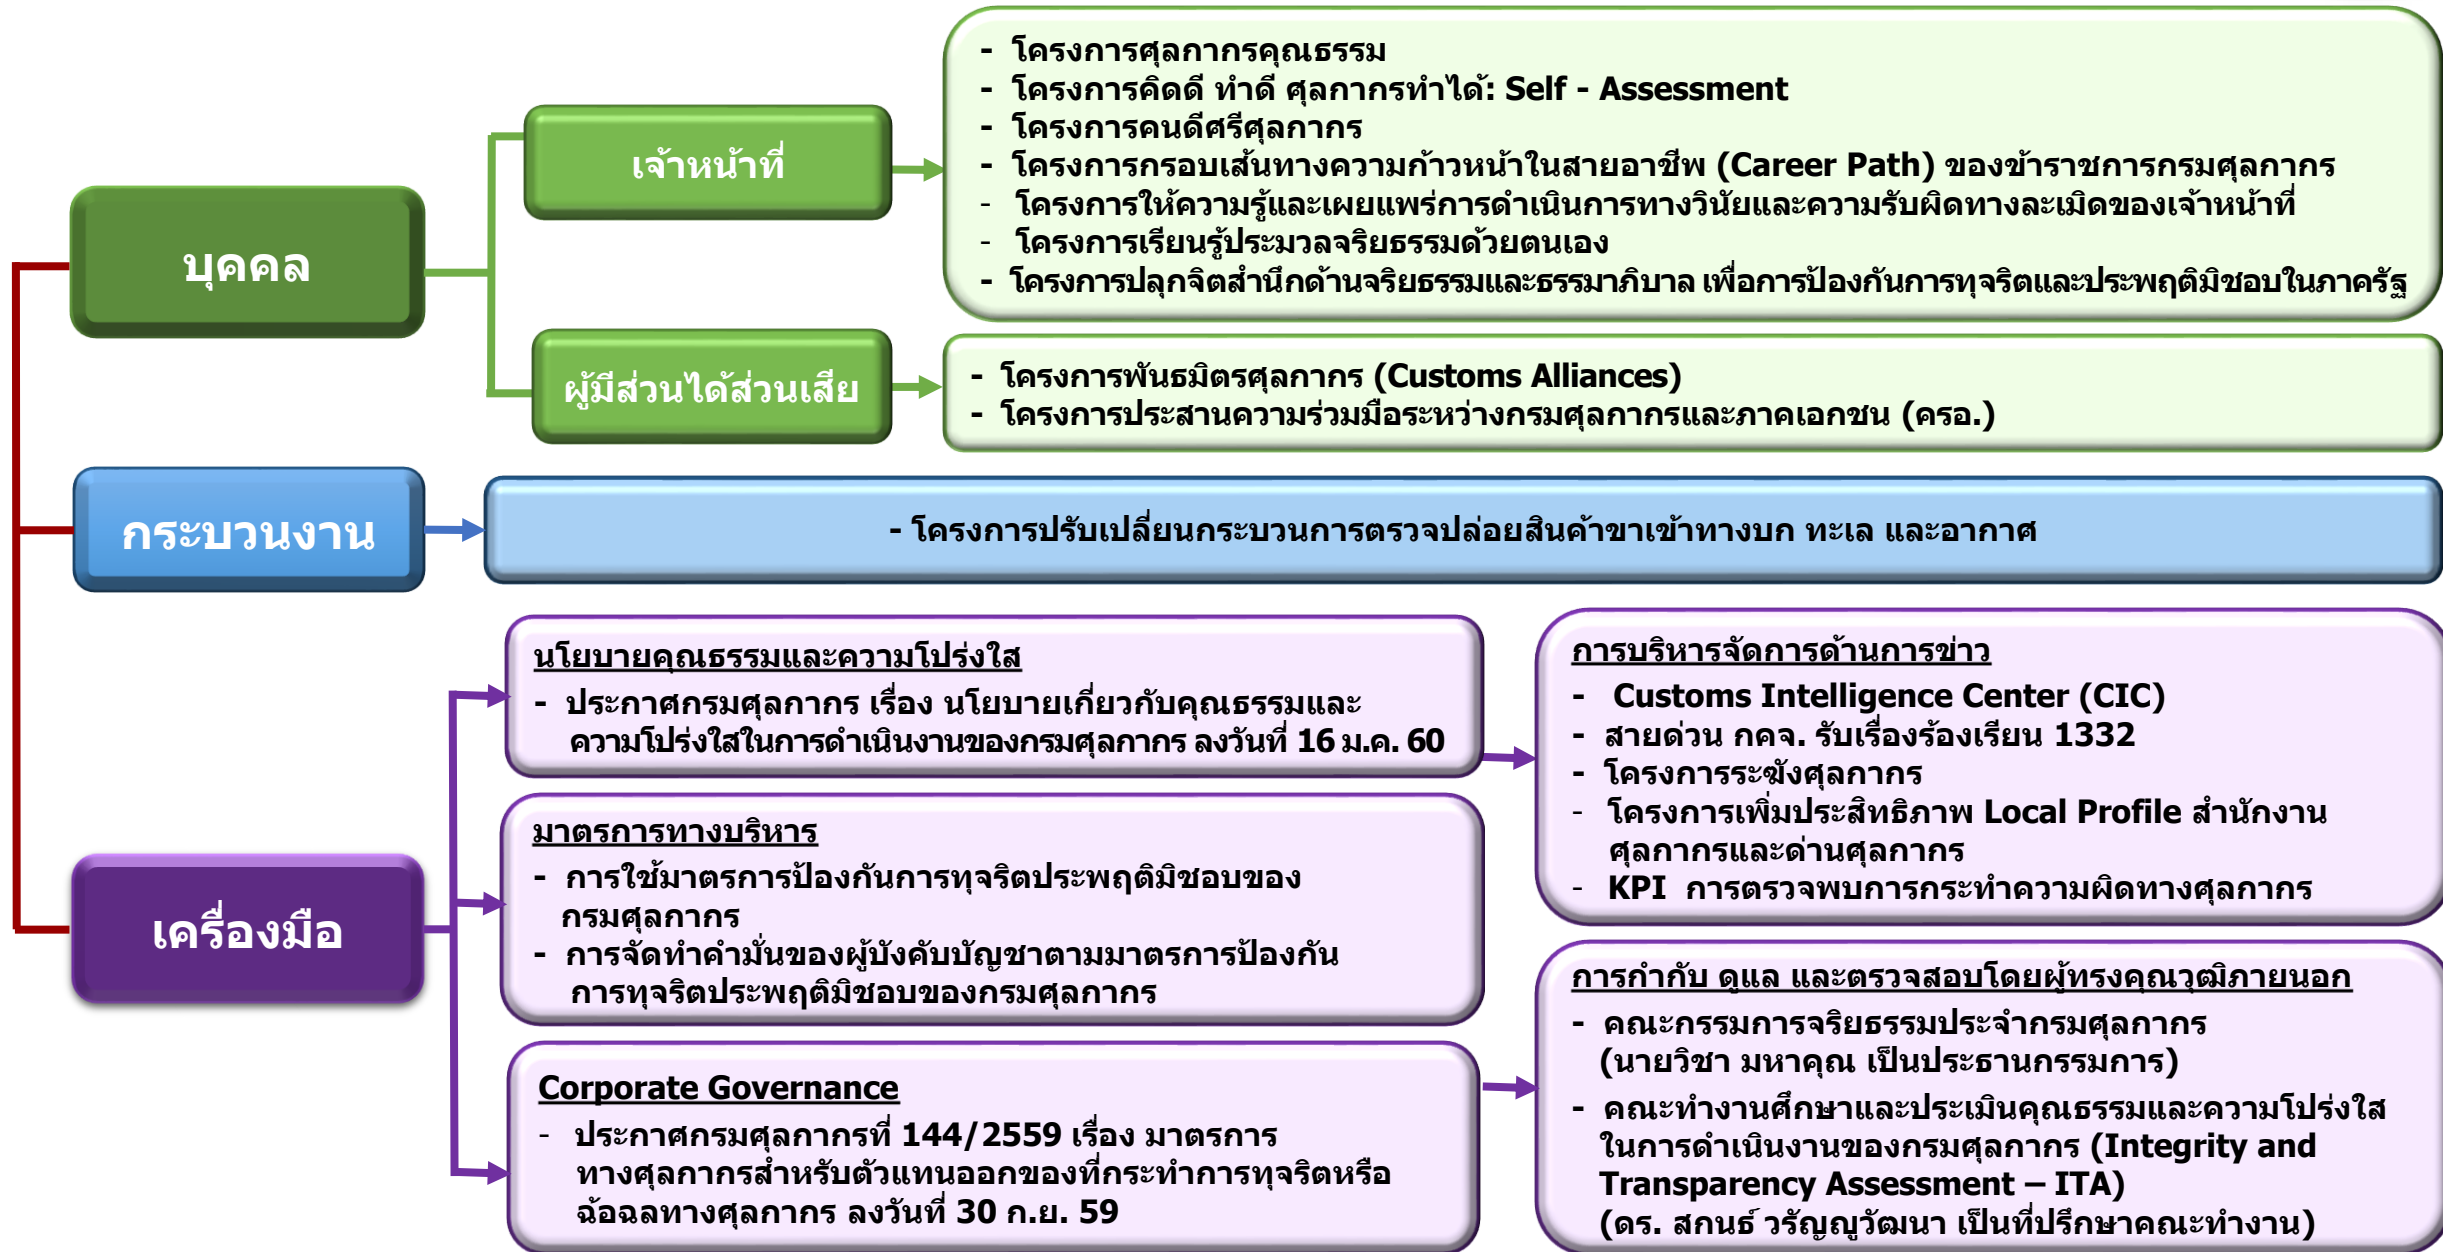 บุคคล
เจ้าหน้าที่
- โครงการศุลกากรคุณธรรม
- โครงการคิดดี ทำดี ศุลกากรทำได้: Self - Assessment
- โครงการคนดีศรีศุลกากร
- โครงการกรอบเส้นทางความก้าวหน้าในสายอาชีพ (Career Path) ของข้าราชการกรมศุลกากร
- โครงการให้ความรู้และเผยแพร่การดำเนินการทางวินัยและความรับผิดทางละเมิดของเจ้าหน้าที่
- โครงการเรียนรู้ประมวลจริยธรรมด้วยตนเอง
- โครงการปลุกจิตสำนึกด้านจริยธรรมและธรรมาภิบาล เพื่อการป้องกันการทุจริตและประพฤติมิชอบในภาครัฐ
ผู้มีส่วนได้ส่วนเสีย
- โครงการพันธมิตรศุลกากร (Customs Alliances)
- โครงการประสานความร่วมมือระหว่างกรมศุลกากรและภาคเอกชน (ครอ.)
กระบวนงาน
- โครงการปรับเปลี่ยนกระบวนการตรวจปล่อยสินค้าขาเข้าทางบก ทะเล และอากาศ
เครื่องมือ
นโยบายคุณธรรมและความโปร่งใส
- ประกาศกรมศุลกากร เรื่อง นโยบายเกี่ยวกับคุณธรรมและ
ความโปร่งใสในการดำเนินงานของกรมศุลกากร ลงวันที่ 16 ม.ค. 60
มาตรการทางบริหาร
- การใช้มาตรการป้องกันการทุจริตประพฤติมิชอบของ
กรมศุลกากร
- การจัดทำคำมั่นของผู้บังคับบัญชาตามมาตรการป้องกัน
การทุจริตประพฤติมิชอบของกรมศุลกากร
Corporate Governance
- ประกาศกรมศุลกากรที่ 144/2559 เรื่อง มาตรการ
ทางศุลกากรสำหรับตัวแทนออกของที่กระทำการทุจริตหรือ
ฉ้อฉลทางศุลกากร ลงวันที่ 30 ก.ย. 59
การบริหารจัดการด้านการข่าว
- Customs Intelligence Center (CIC)
- สายด่วน กคจ. รับเรื่องร้องเรียน 1332
- โครงการระฆังศุลกากร
- โครงการเพิ่มประสิทธิภาพ Local Profile สำนักงาน
ศุลกากรและด่านศุลกากร
- KPI การตรวจพบการกระทำความผิดทางศุลกากร
การกำกับ ดูแล และตรวจสอบโดยผู้ทรงคุณวุฒิภายนอก
- คณะกรรมการจริยธรรมประจำกรมศุลกากร
(นายวิชา มหาคุณ เป็นประธานกรรมการ)
- คณะทำงานศึกษาและประเมินคุณธรรมและความโปร่งใส
ในการดำเนินงานของกรมศุลกากร (Integrity and
Transparency Assessment – ITA)
(ดร. สกนธ์ วรัญญูวัฒนา เป็นที่ปรึกษาคณะทำงาน)